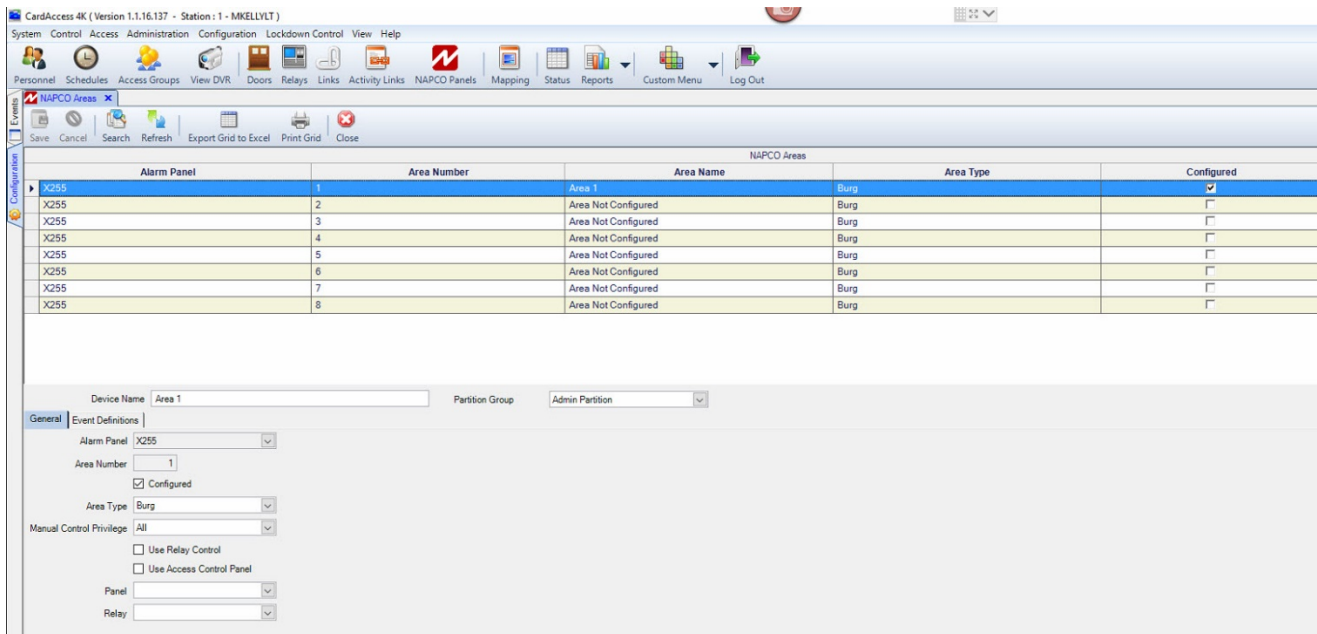 CardAccess 4K ( Version 1.1.16.137 - Station : 1 - MKELLYLT )
System Control Access Administration Configuration Lockdown Control View Help
Personnel Schedules Access Groups View DVR Doors Relays Links Activity Links NAPCO Panels Mapping Status Reports Custom Menu Log Out
Events
Configuration
NAPCO Areas
Save Cancel Search Refresh Export Grid to Excel Print Grid Close
NAPCO Areas
Alarm Panel Area Number Area Name Area Type Configured
X255 1 Area 1 Burg
X255 2 Area Not Configured Burg
X255 3 Area Not Configured Burg
X255 4 Area Not Configured Burg
X255 5 Area Not Configured Burg
X255 6 Area Not Configured Burg
X255 7 Area Not Configured Burg
X255 8 Area Not Configured Burg
Device Name Area 1 Partition Group Admin Partition
General Event Definitions
Alarm Panel X255
Area Number 1
Configured
Area Type Burg
Manual Control Privilege All
Use Relay Control
Use Access Control Panel
Panel
Relay